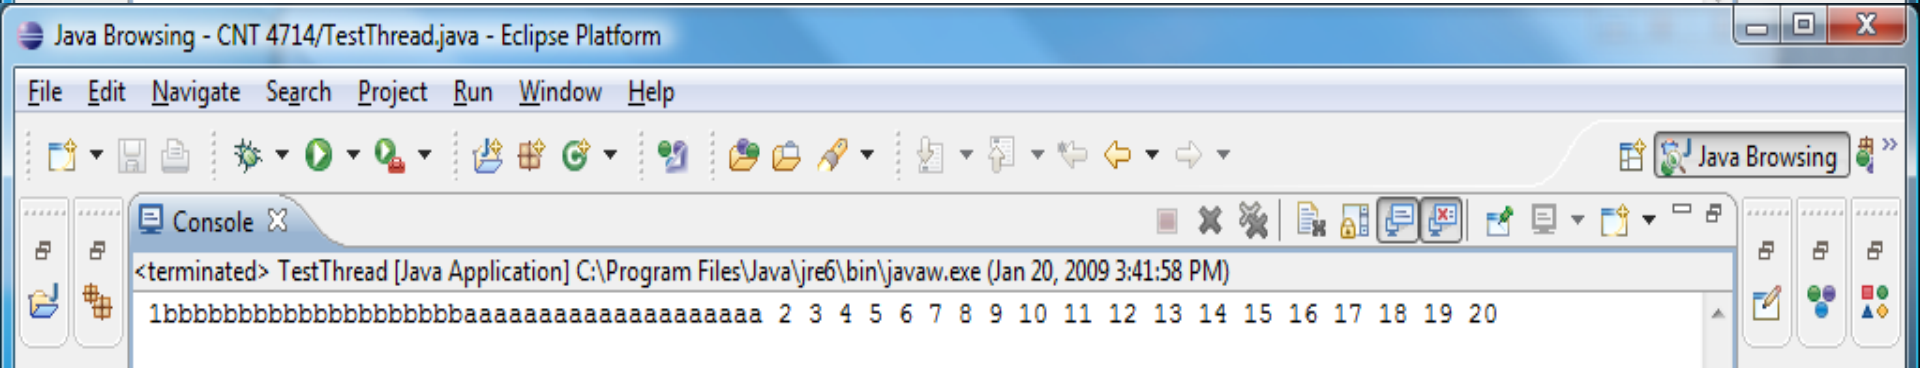 Java Browsing - CNT 4714/TestThread.java - Eclipse Platform
File Edit Navigate Search Project Run Window Help
Java Browsing
Console
<terminated> TestThread [Java Application] C:\Program Files\Java\jre6\bin\javaw.exe (Jan 20, 2009 3:41:58 PM)
1bbbbbbbbbbbbbbbbbbbbaaaaaaaaaaaaaaaaaaaa 2 3 4 5 6 7 8 9 10 11 12 13 14 15 16 17 18 19 20